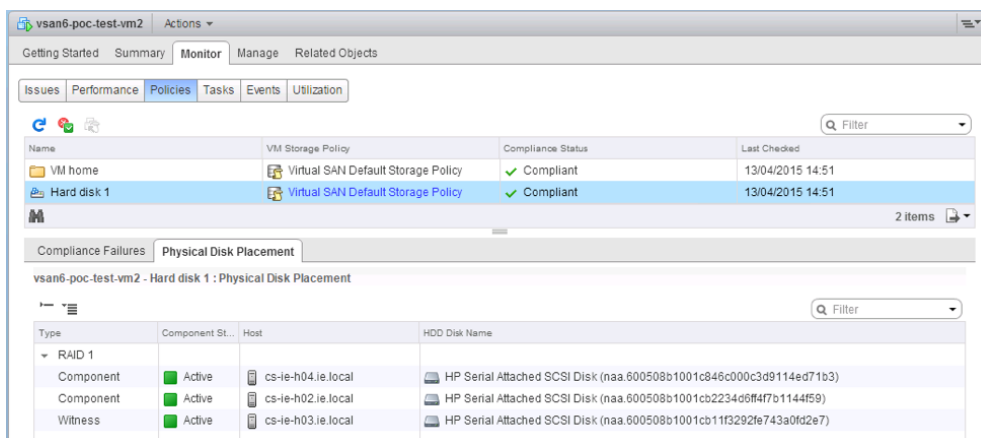 vsan6-poc-test-vm2 Actions
Getting Started Summary Monitor Manage Related Objects
Issues Performance Policies Tasks Events Utilization
Filter
Name VM Storage Policy Compliance Status Last Checked
VM home Virtual SAN Default Storage Policy Compliant 13/04/2015 14:51
Hard disk 1 Virtual SAN Default Storage Policy Compliant 13/04/2015 14:51
2 items
Compliance Failures Physical Disk Placement
vsan6-poc-test-vm2 - Hard disk 1 : Physical Disk Placement
Filter
Type Component St... Host HDD Disk Name
RAID 1
Component Active cs-ie-h04.ie.local HP Serial Attached SCSI Disk (naa.600508b1001c846c000c3d9114ed71b3)
Component Active cs-ie-h02.ie.local HP Serial Attached SCSI Disk (naa.600508b1001cb2234d6ff4f7b1144f59)
Witness Active cs-ie-h03.ie.local HP Serial Attached SCSI Disk (naa.600508b1001cb11f3292fe743a0fd2e7)